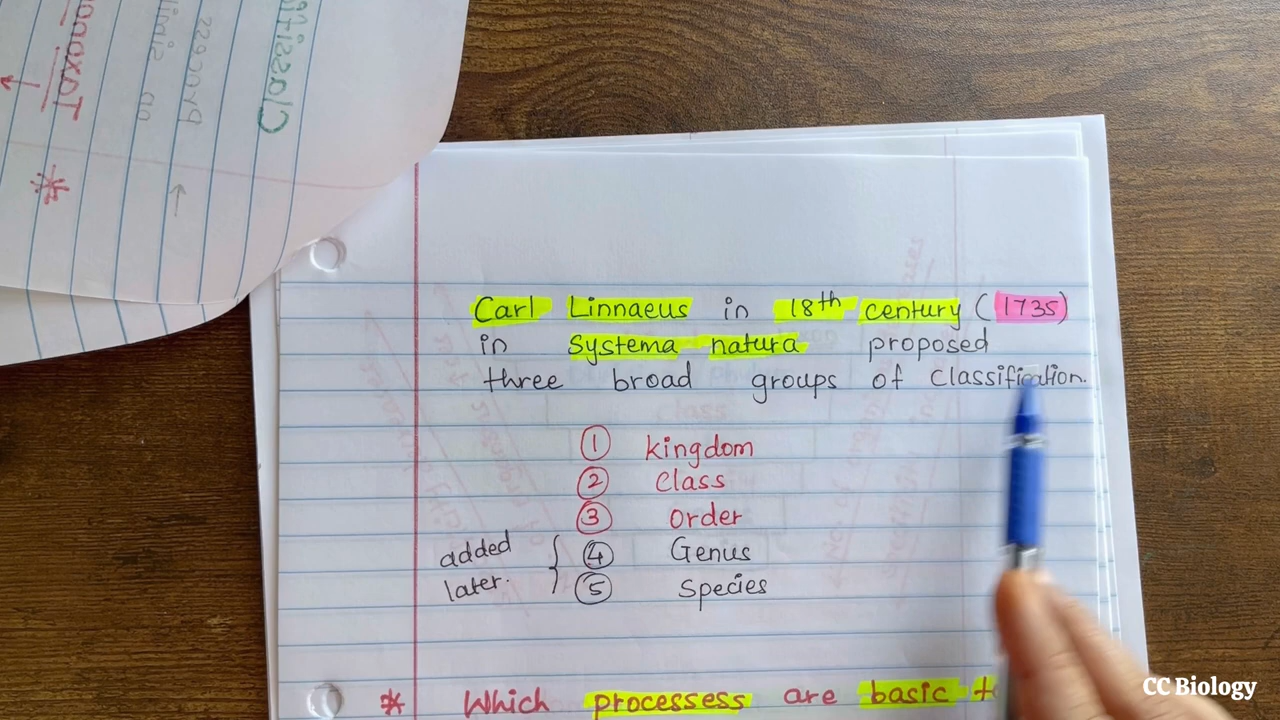 Carl Linnaeus in 18th century (1735)
in Systema natura proposed
three broad groups of classification.
① kingdom
② Class
③ Order
added later. { ④ Genus
⑤ Species
* Which processess are basic
CC Biology